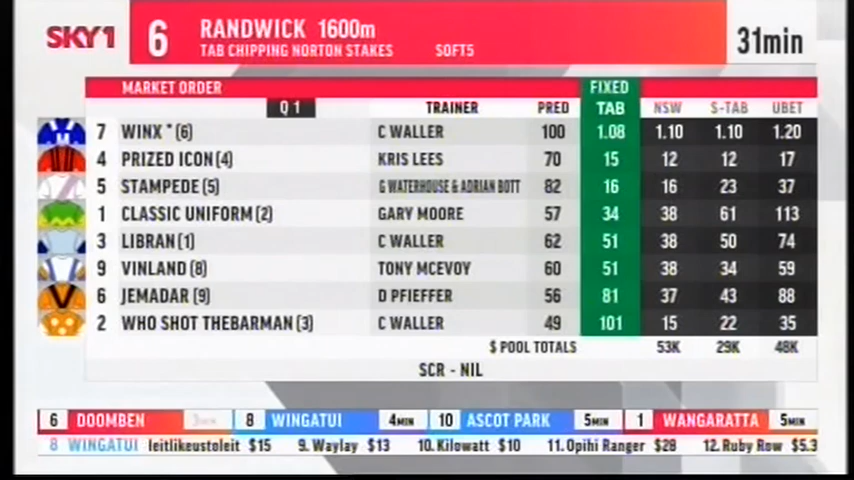 SKY1 6 RANDWICK 1600m 31min
TAB CHIPPING NORTON STAKES SOFT5
MARKET ORDER FIXED
Q 1 TRAINER PRED TAB NSW S-TAB UBET
7 WINX * (6) C WALLER 100 1.08 1.10 1.10 1.20
4 PRIZED ICON (4) KRIS LEES 70 15 12 12 17
5 STAMPEDE (5) G WATERHOUSE & ADRIAN BOTT 82 16 16 23 37
1 CLASSIC UNIFORM (2) GARY MOORE 57 34 38 61 113
3 LIBRAN (1) C WALLER 62 51 38 50 74
9 VINLAND (8) TONY MCEVOY 60 51 38 34 59
6 JEMADAR (9) D PFIEFFER 56 81 37 43 88
2 WHO SHOT THEBARMAN (3) C WALLER 49 101 15 22 35
$ POOL TOTALS 53K 29K 48K
SCR - NIL
6 DOOMBEN 3MIN 8 WINGATUI 4MIN 10 ASCOT PARK 5MIN 1 WANGARATTA 5MIN
8 WINGATUI leitlikeustoleit $15 9.Waylay $13 10.Kilowatt $10 11.Opihi Ranger $28 12.Ruby Row $5.3